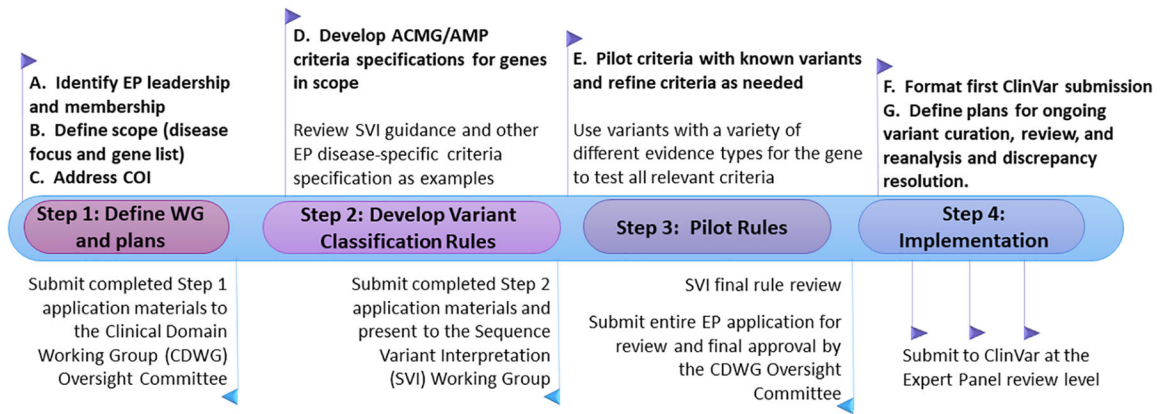 A. Identify EP leadership
and membership
B. Define scope (disease
focus and gene list)
C. Address COI
D. Develop ACMG/AMP
criteria specifications for genes
in scope
Review SVI guidance and other
EP disease-specific criteria
specification as examples
E. Pilot criteria with known variants
and refine criteria as needed
Use variants with a variety of
different evidence types for the gene
to test all relevant criteria
F. Format first ClinVar submission
G. Define plans for ongoing
variant curation, review, and
reanalysis and discrepancy
resolution.
Step 1: Define WG
and plans
Step 2: Develop Variant
Classification Rules
Step 3: Pilot Rules
Step 4:
Implementation
Submit completed Step 1
application materials to
the Clinical Domain
Working Group (CDWG)
Oversight Committee
Submit completed Step 2
application materials and
present to the Sequence
Variant Interpretation
(SVI) Working Group
SVI final rule review
Submit entire EP application for
review and final approval by
the CDWG Oversight
Committee
Submit to ClinVar at the
Expert Panel review level